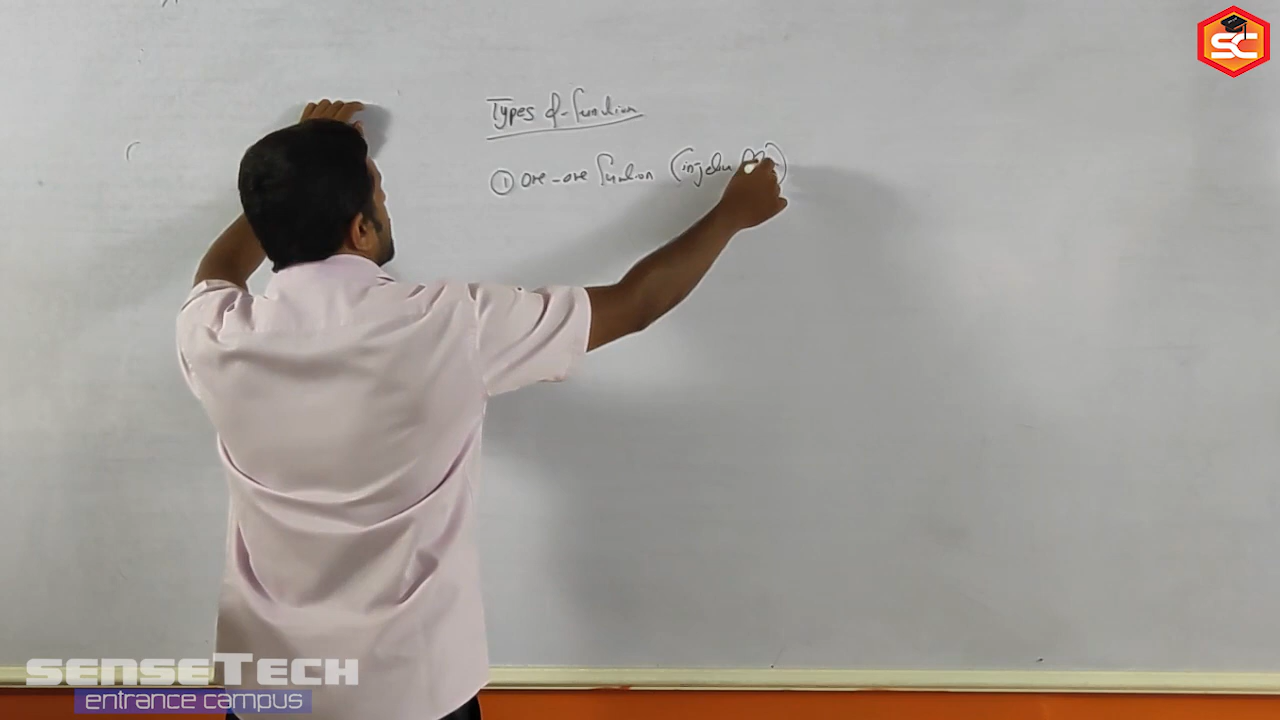 SC
Types of function
① One-one function (injective
senseTech
entrance campus